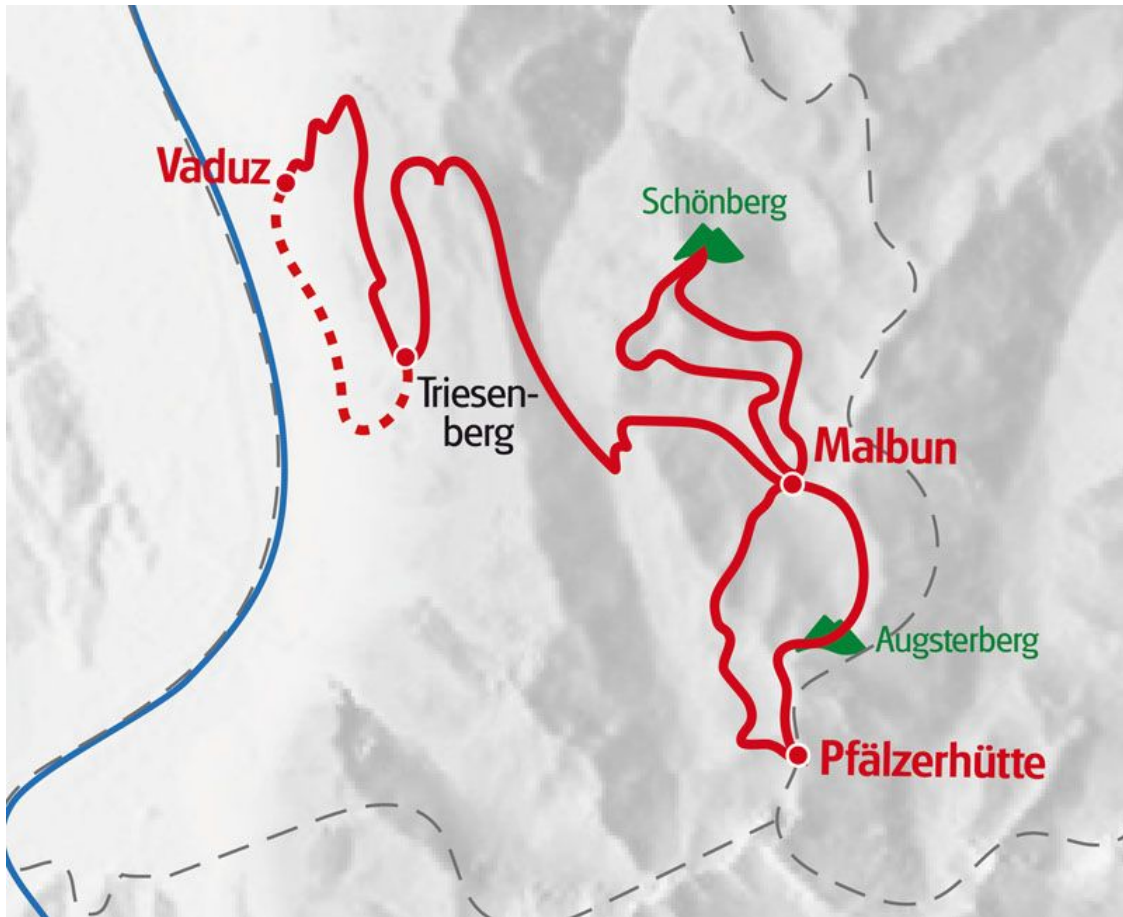 Vaduz
Schönberg
Triesen-
berg
Malbun
Augsterberg
Pfälzerhütte